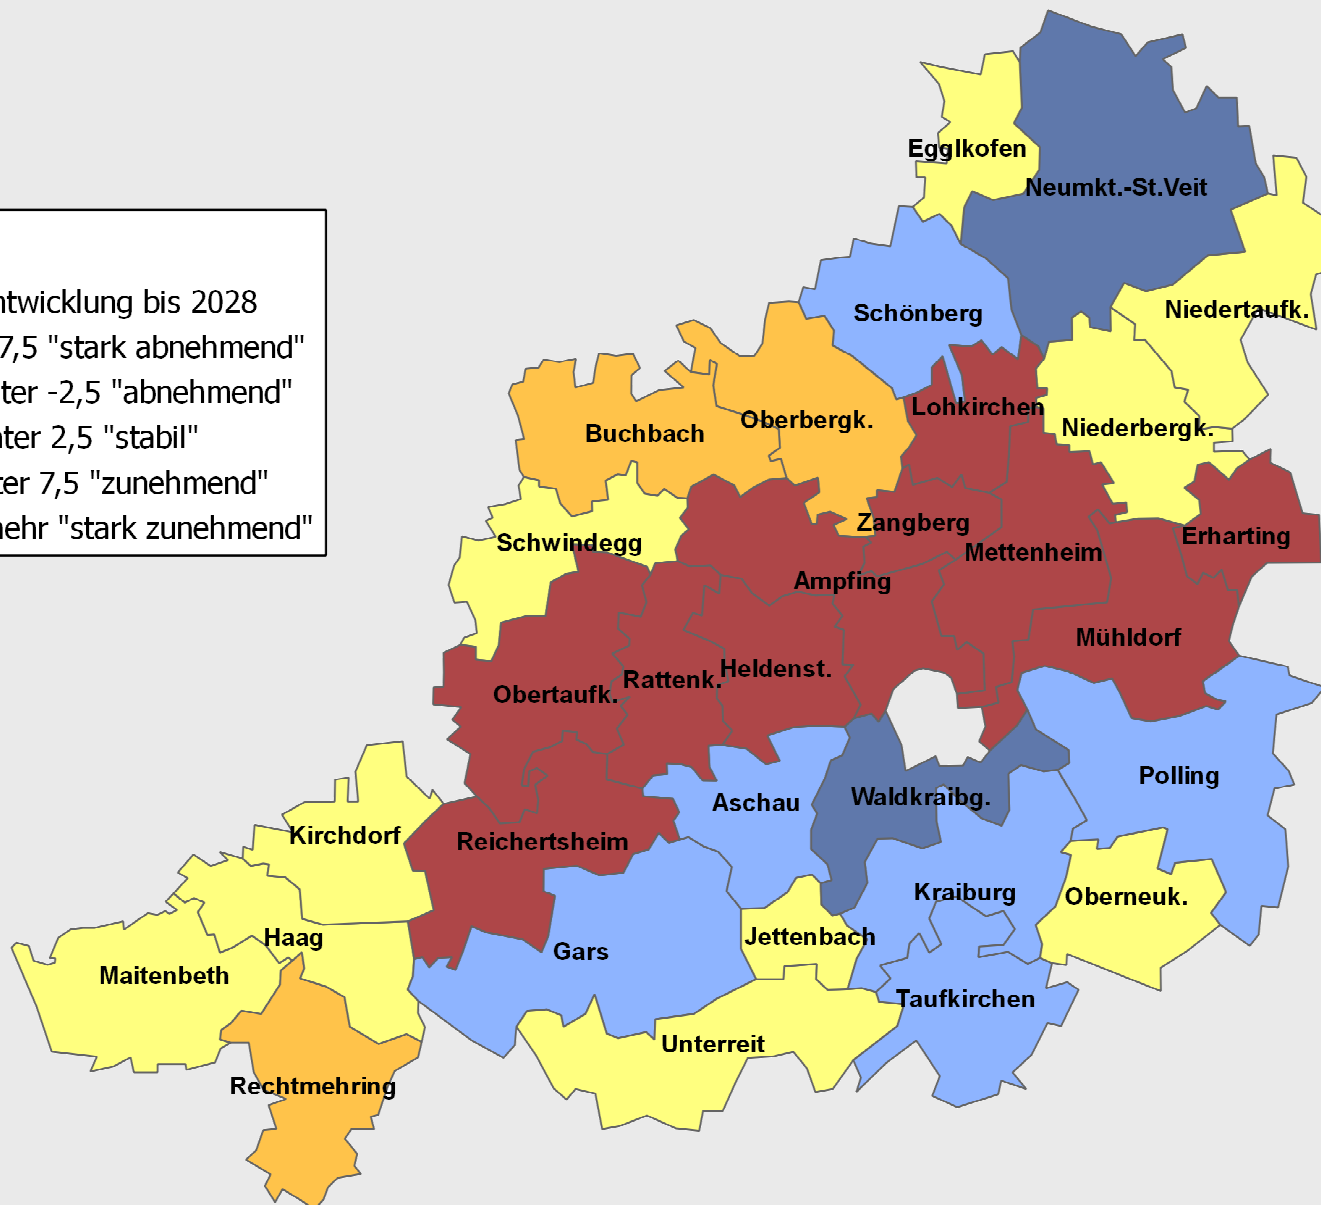 Egglkofen
Neumkt.-St.Veit
ntwicklung bis 2028
7,5 "stark abnehmend"
ter -2,5 "abnehmend"
nter 2,5 "stabil"
ter 7,5 "zunehmend"
nehr "stark zunehmend"
Schönberg
Niedertaufk.
Lohkirchen
Oberbergk.
Niederbergk.
Buchbach
Zangberg
Erharting
Schwindegg
Mettenheim
Ampfing
Mühldorf
Heldenst.
Rattenk.
Obertaufk.
Polling
Waldkraibg.
Aschau
Kirchdorf
Reichertsheim
Kraiburg
Oberneuk.
Haag
Jettenbach
Gars
Maitenbeth
Taufkirchen
Unterreit
Rechtmehring